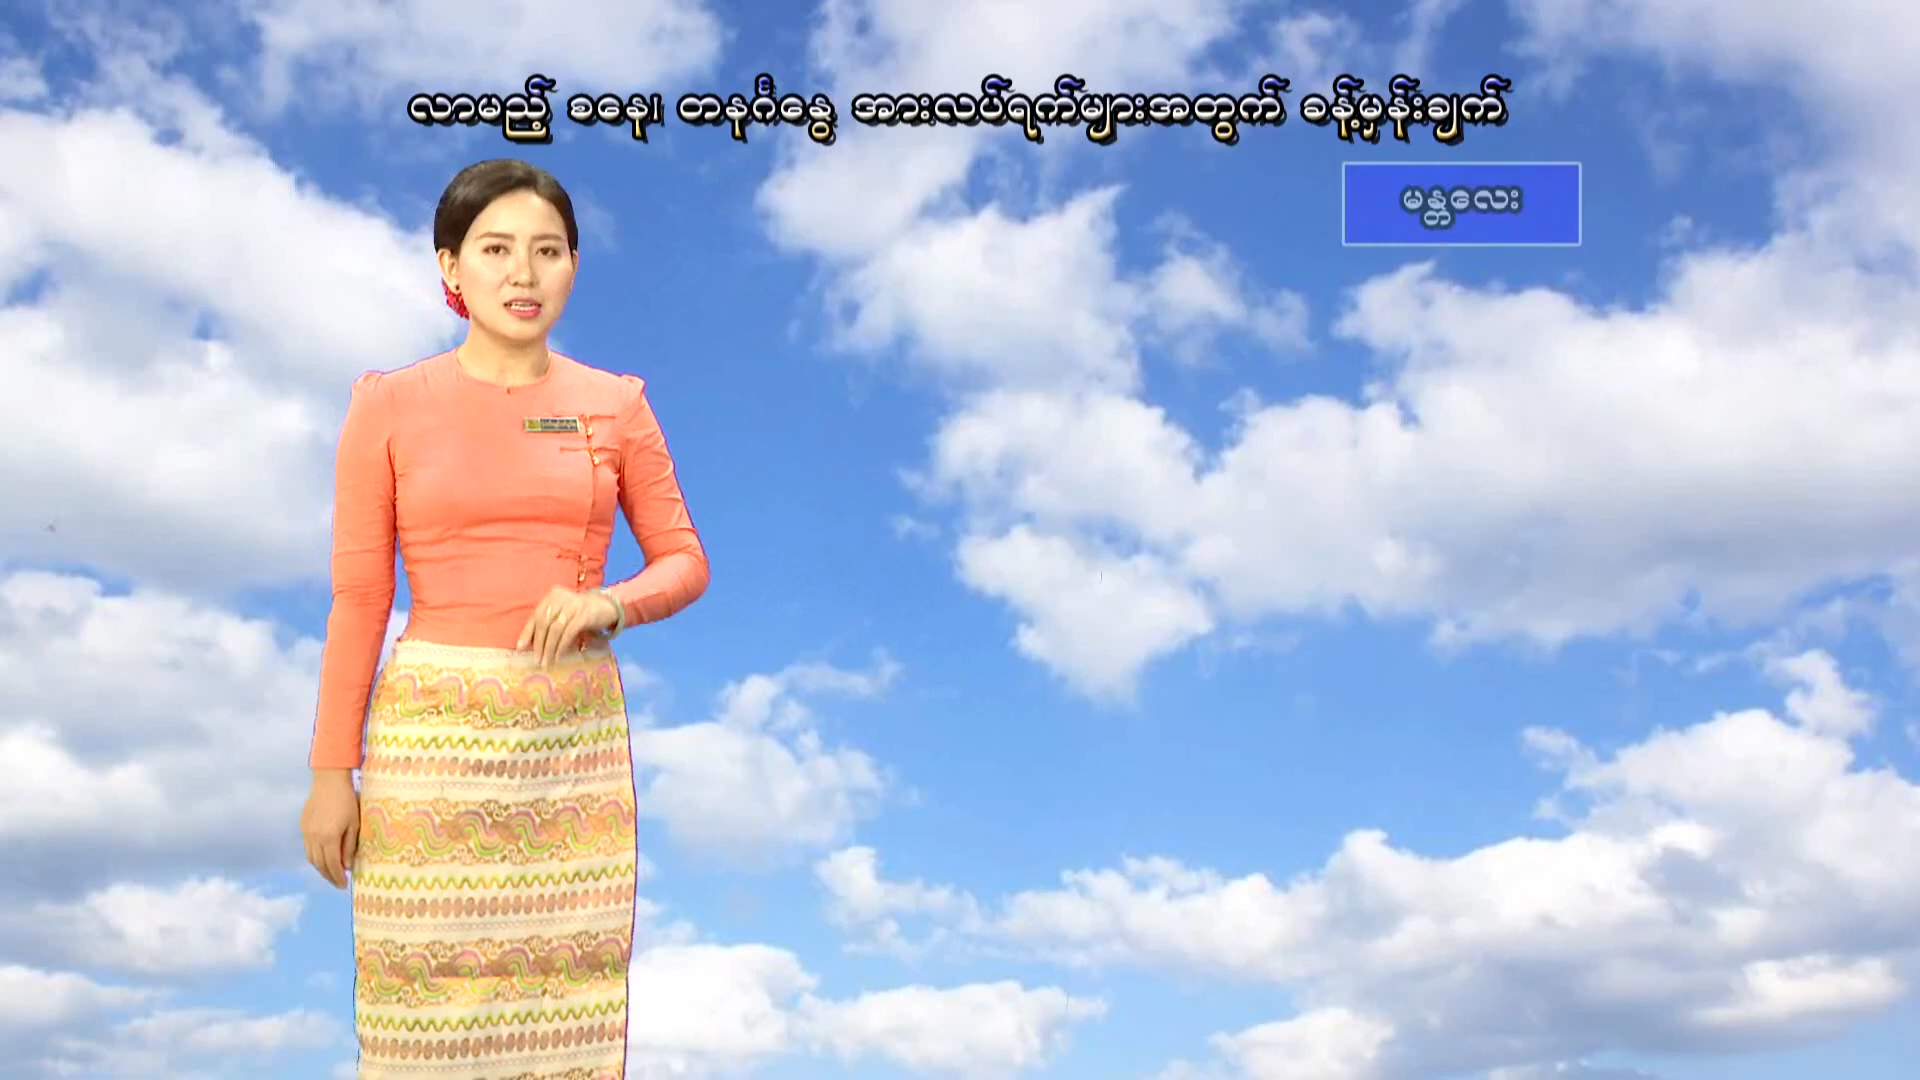 လာမည့် စနေ၊ တနင်္ဂနွေ အားလပ်ရက်များအတွက် ခန့်မှန်းချက်
မန္တလေး